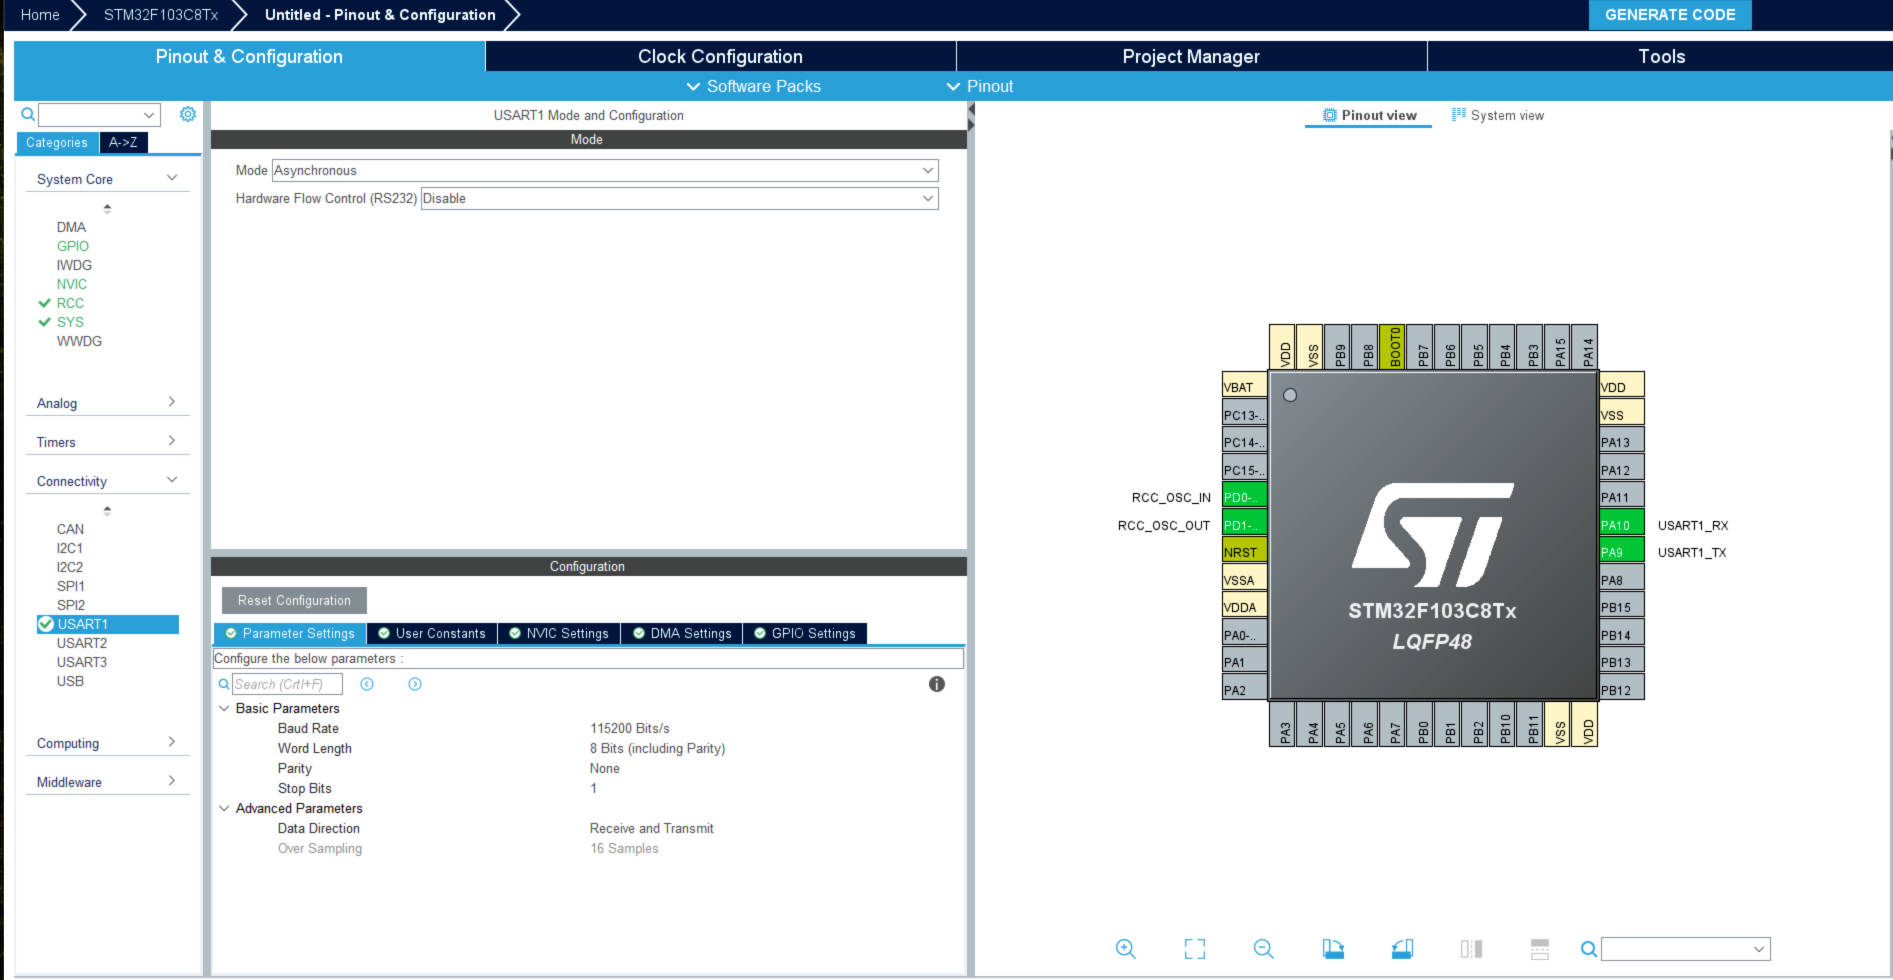 Home
STM32F103C8Tx
Untitled - Pinout & Configuration
GENERATE CODE
Pinout & Configuration
Clock Configuration
Project Manager
Tools
Software Packs
Pinout
Categories
A->Z
System Core
DMA
GPIO
IWDG
NVIC
RCC
SYS
WWDG
Analog
Timers
Connectivity
CAN
I2C1
I2C2
SPI1
SPI2
USART1
USART2
USART3
USB
Computing
Middleware
USART1 Mode and Configuration
Mode
Mode Asynchronous
Hardware Flow Control (RS232) Disable
Configuration
Reset Configuration
Parameter Settings
User Constants
NVIC Settings
DMA Settings
GPIO Settings
Configure the below parameters :
Search (Crtl+F)
Basic Parameters
Baud Rate 115200 Bits/s
Word Length 8 Bits (including Parity)
Parity None
Stop Bits 1
Advanced Parameters
Data Direction Receive and Transmit
Over Sampling 16 Samples
Pinout view
System view
VDD
VSS
PB9
PB8
BOOT0
PB7
PB6
PB5
PB4
PB3
PA15
PA14
VBAT
PC13-..
PC14-..
PC15-..
RCC_OSC_IN PD0-..
RCC_OSC_OUT PD1-..
NRST
VSSA
VDDA
PA0-..
PA1
PA2
STM32F103C8Tx
LQFP48
VDD
VSS
PA13
PA12
PA11
PA10 USART1_RX
PA9 USART1_TX
PA8
PB15
PB14
PB13
PB12
PA3
PA4
PA5
PA6
PA7
PB0
PB1
PB2
PB10
PB11
VSS
VDD